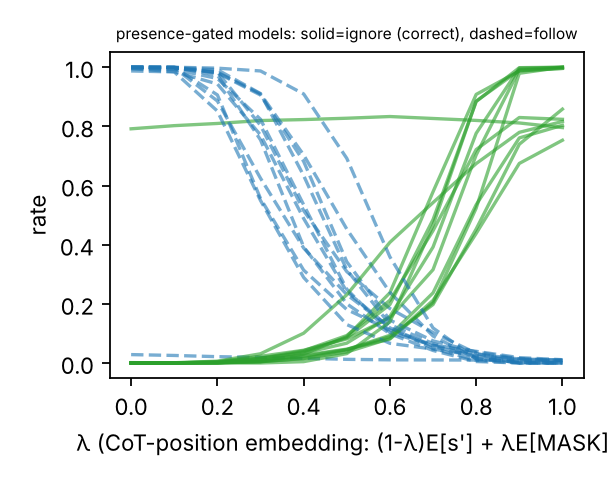 presence-gated models: solid=ignore (correct), dashed=follow
1.0
0.8
0.6
0.4
0.2
0.0
rate
0.0 0.2 0.4 0.6 0.8 1.0
λ (CoT-position embedding: (1-λ)E[s'] + λE[MASK]